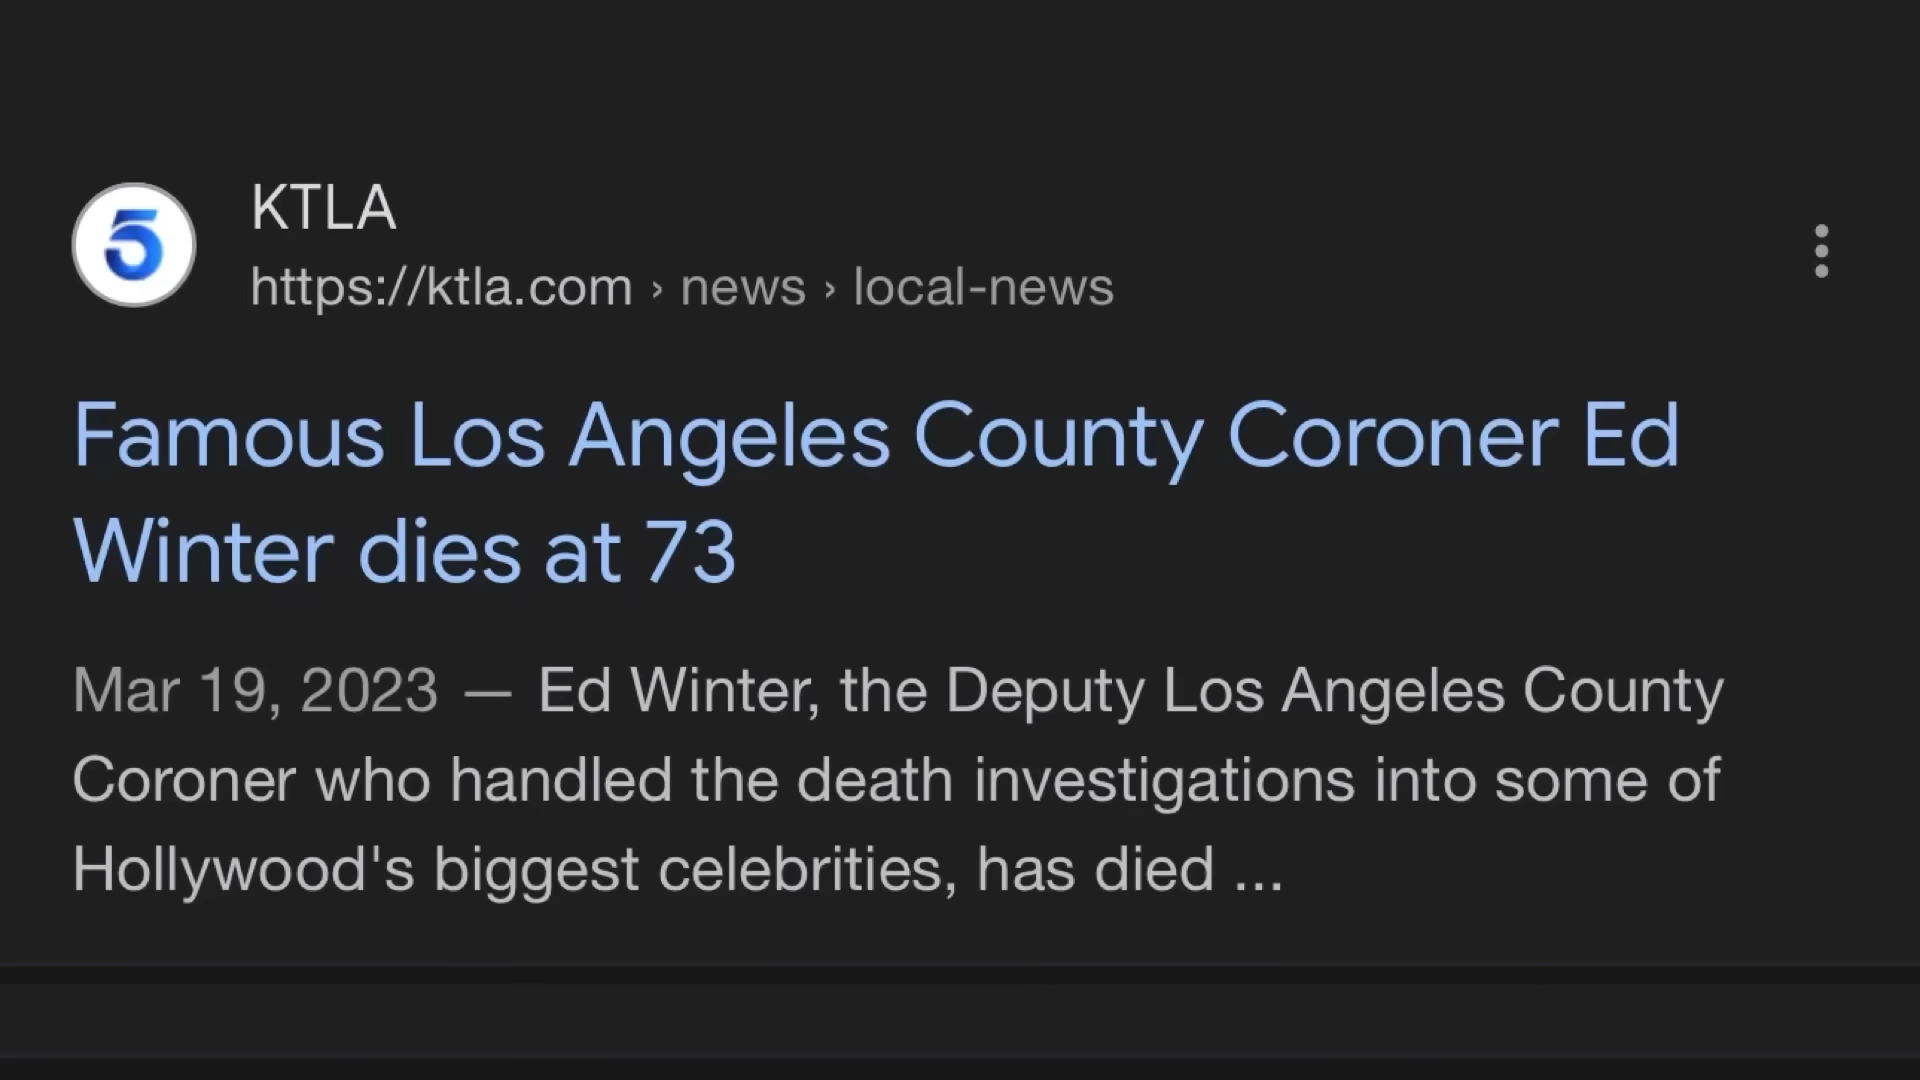 5
KTLA
https://ktla.com › news › local-news
Famous Los Angeles County Coroner Ed
Winter dies at 73
Mar 19, 2023 — Ed Winter, the Deputy Los Angeles County
Coroner who handled the death investigations into some of
Hollywood's biggest celebrities, has died ...